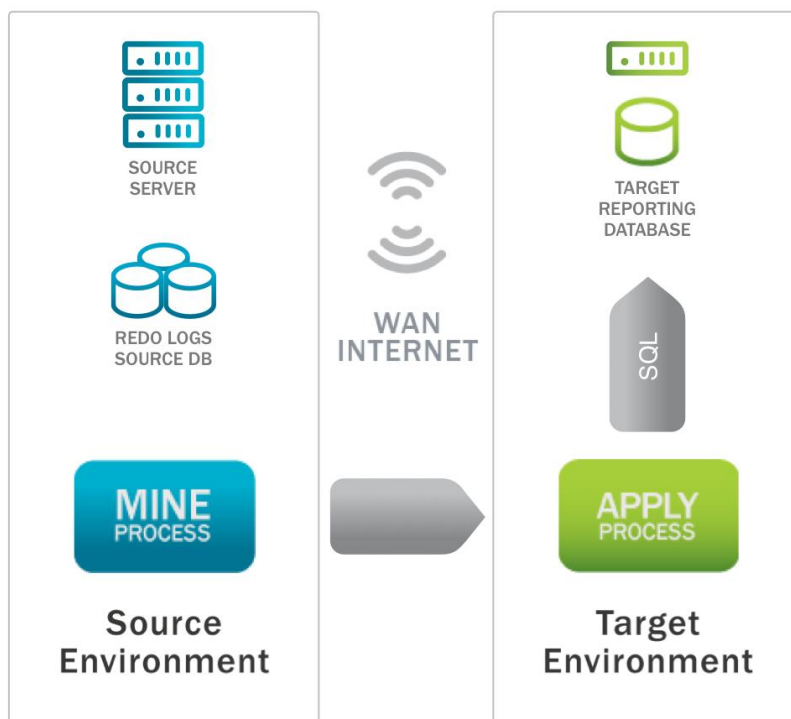 SOURCE
SERVER
REDO LOGS
SOURCE DB
MINE
PROCESS
Source
Environment
WAN
INTERNET
TARGET
REPORTING
DATABASE
SQL
APPLY
PROCESS
Target
Environment